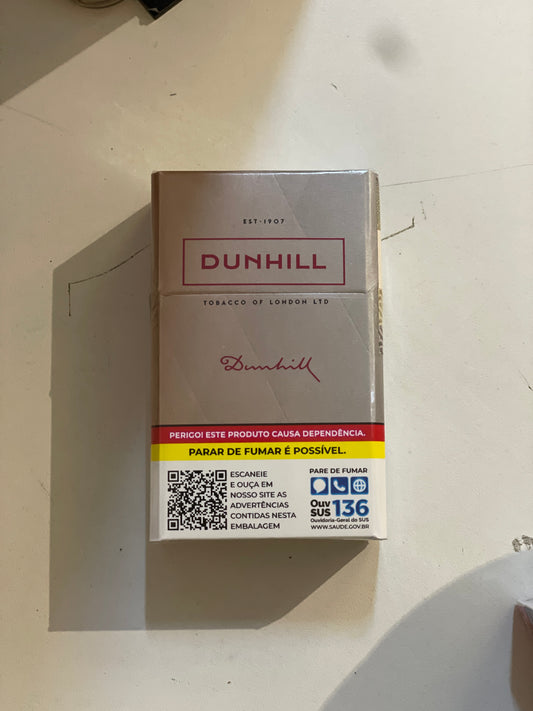 EST·1907
DUNHILL
TOBACCO OF LONDON LTD
Dunhill
PERIGO! ESTE PRODUTO CAUSA DEPENDÊNCIA.
PARAR DE FUMAR É POSSÍVEL.
ESCANEIE
E OUÇA EM
NOSSO SITE AS
ADVERTÊNCIAS
CONTIDAS NESTA
EMBALAGEM
PARE DE FUMAR
Ouv
SUS 136
Ouvidoria-Geral do SUS
WWW.SAUDE.GOV.BR